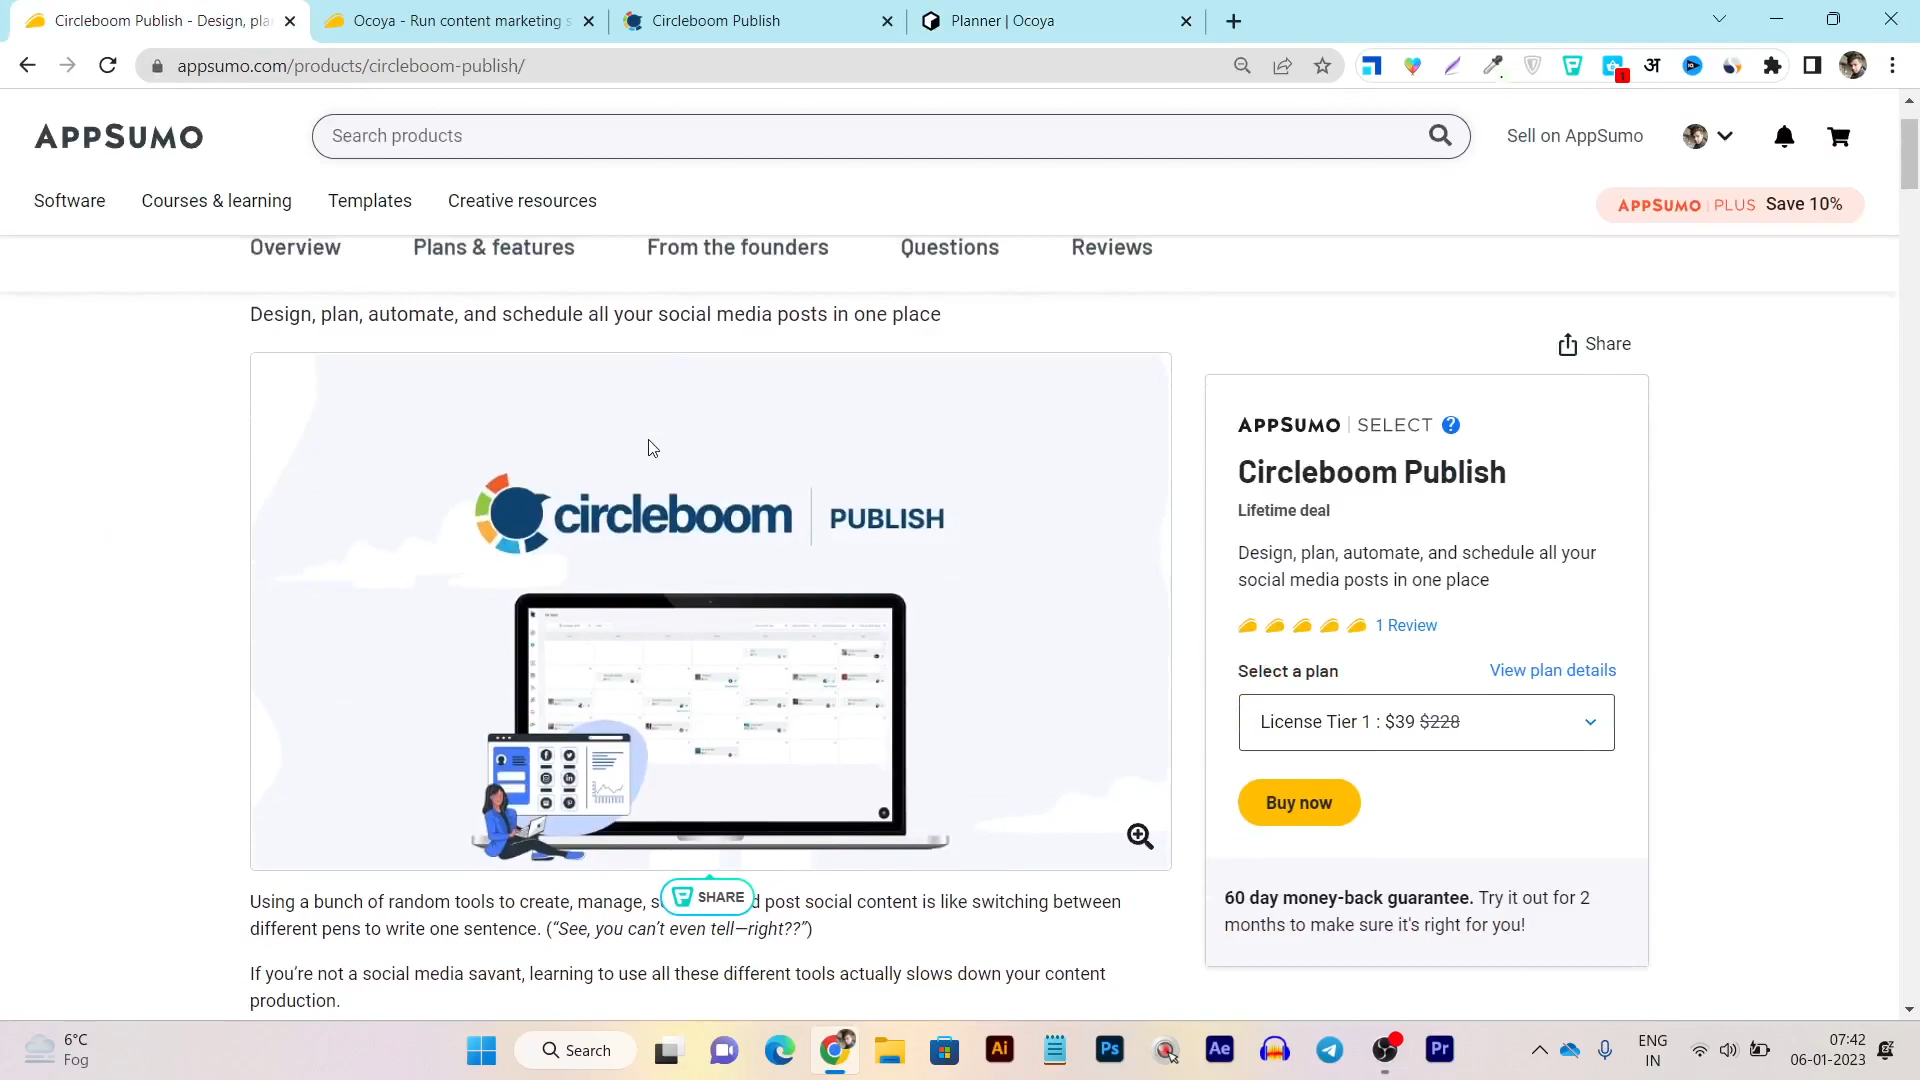 Circleboom Publish - Design, pla
Ocoya - Run content marketing s
Circleboom Publish
Planner | Ocoya
appsumo.com/products/circleboom-publish/
APPSUMO
Search products
Sell on AppSumo
Software
Courses & learning
Templates
Creative resources
APPSUMO | PLUS Save 10%
Overview
Plans & features
From the founders
Questions
Reviews
Design, plan, automate, and schedule all your social media posts in one place
Share
circleboom | PUBLISH
APPSUMO | SELECT ?
Circleboom Publish
Lifetime deal
Design, plan, automate, and schedule all your
social media posts in one place
1 Review
Select a plan
View plan details
License Tier 1 : $39 $228
Buy now
60 day money-back guarantee. Try it out for 2
months to make sure it's right for you!
SHARE
Using a bunch of random tools to create, manage, post social content is like switching between
different pens to write one sentence. (“See, you can’t even tell—right??”)
If you’re not a social media savant, learning to use all these different tools actually slows down your content
production.
6°C
Fog
Search
Ai
Ps
Ae
Pr
ENG
IN
07:42
06-01-2023
अ
1